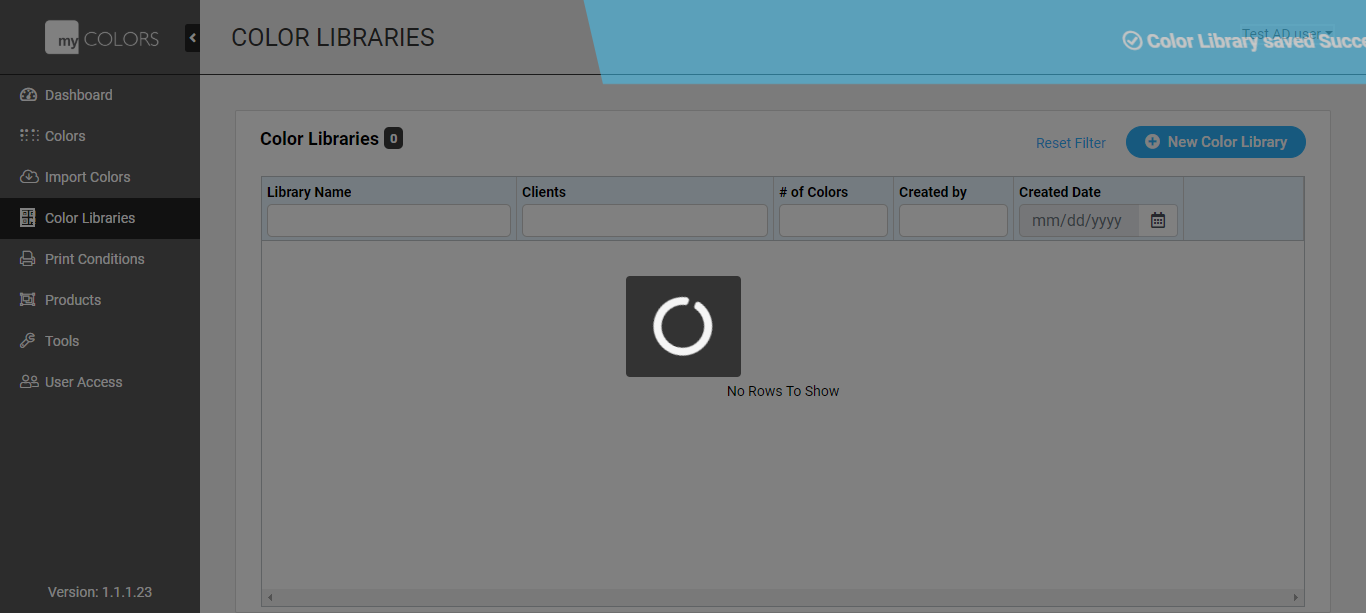 my COLORS
COLOR LIBRARIES
Color Library saved Succe
Test AD user
Dashboard
Colors
Import Colors
Color Libraries
Print Conditions
Products
Tools
User Access
Version: 1.1.1.23
Color Libraries 0
Reset Filter
New Color Library
Library Name
Clients
# of Colors
Created by
Created Date
mm/dd/yyyy
No Rows To Show